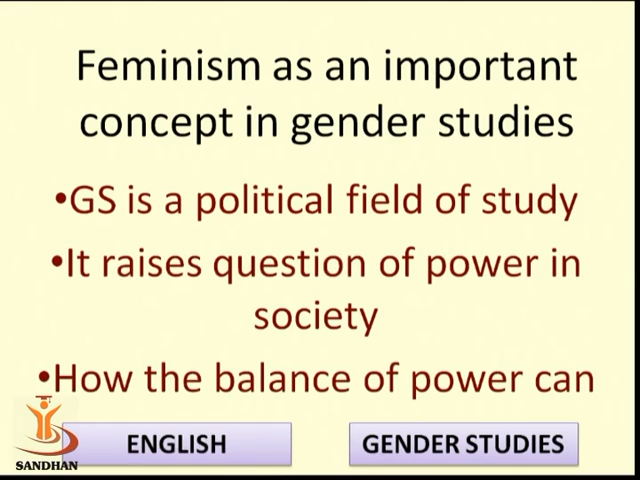 Feminism as an important
concept in gender studies
•GS is a political field of study
•It raises question of power in
society
•How the balance of power can
SANDHAN
ENGLISH
GENDER STUDIES